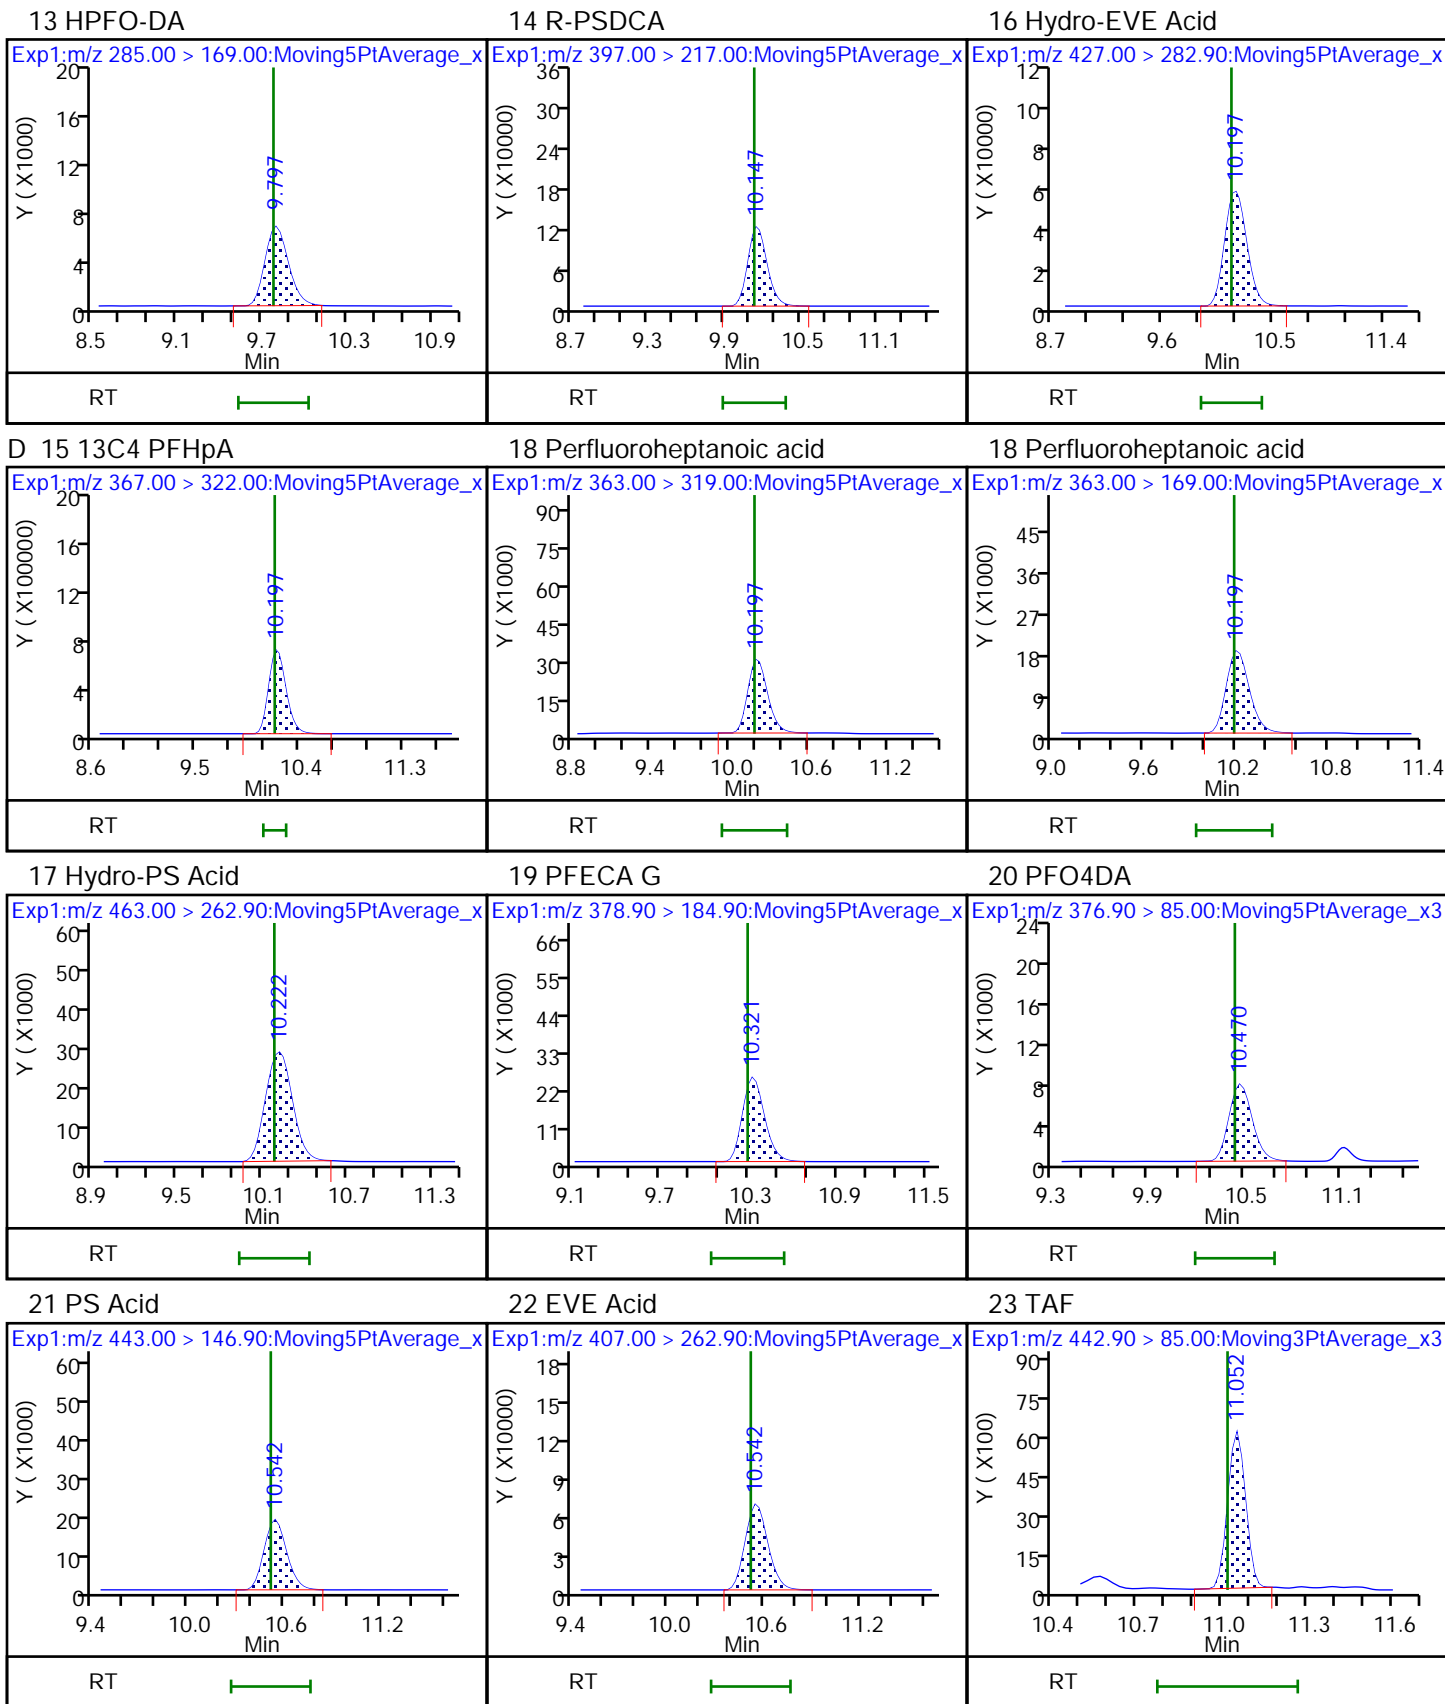 13 HPFO-DA
Exp1:m/z 285.00 > 169.00:Moving5PtAverage_x
Y ( X10000)
20
16
12
8
4
0
9.797
8.5 9.1 9.7 10.3 10.9
Min
RT
14 R-PSDCA
Exp1:m/z 397.00 > 217.00:Moving5PtAverage_x
Y ( X10000)
36
30
24
18
12
6
0
10.147
8.7 9.3 9.9 10.5 11.1
Min
RT
16 Hydro-EVE Acid
Exp1:m/z 427.00 > 282.90:Moving5PtAverage_x
Y ( X10000)
12
10
8
6
4
2
0
10.197
8.7 9.6 10.5 11.4
Min
RT
D 15 13C4 PFHpA
Exp1:m/z 367.00 > 322.00:Moving5PtAverage_x
Y ( X100000)
20
16
12
8
4
0
10.197
8.6 9.5 10.4 11.3
Min
RT
18 Perfluoroheptanoic acid
Exp1:m/z 363.00 > 319.00:Moving5PtAverage_x
Y ( X1000)
90
75
60
45
30
15
0
10.197
8.8 9.4 10.0 10.6 11.2
Min
RT
18 Perfluoroheptanoic acid
Exp1:m/z 363.00 > 169.00:Moving5PtAverage_x
Y ( X1000)
45
36
27
18
9
0
10.197
9.0 9.6 10.2 10.8 11.4
Min
RT
17 Hydro-PS Acid
Exp1:m/z 463.00 > 262.90:Moving5PtAverage_x
Y ( X1000)
60
50
40
30
20
10
0
10.222
8.9 9.5 10.1 10.7 11.3
Min
RT
19 PFECA G
Exp1:m/z 378.90 > 184.90:Moving5PtAverage_x
Y ( X1000)
66
55
44
33
22
11
0
10.321
9.1 9.7 10.3 10.9 11.5
Min
RT
20 PFO4DA
Exp1:m/z 376.90 > 85.00:Moving5PtAverage_x3
Y ( X1000)
24
20
16
12
8
4
0
10.470
9.3 9.9 10.5 11.1
Min
RT
21 PS Acid
Exp1:m/z 443.00 > 146.90:Moving5PtAverage_x
Y ( X1000)
60
50
40
30
20
10
0
10.542
9.4 10.0 10.6 11.2
Min
RT
22 EVE Acid
Exp1:m/z 407.00 > 262.90:Moving5PtAverage_x
Y ( X10000)
18
15
12
9
6
3
0
10.542
9.4 10.0 10.6 11.2
Min
RT
23 TAF
Exp1:m/z 442.90 > 85.00:Moving3PtAverage_x3
Y ( X100)
90
75
60
45
30
15
0
11.052
10.4 10.7 11.0 11.3 11.6
Min
RT